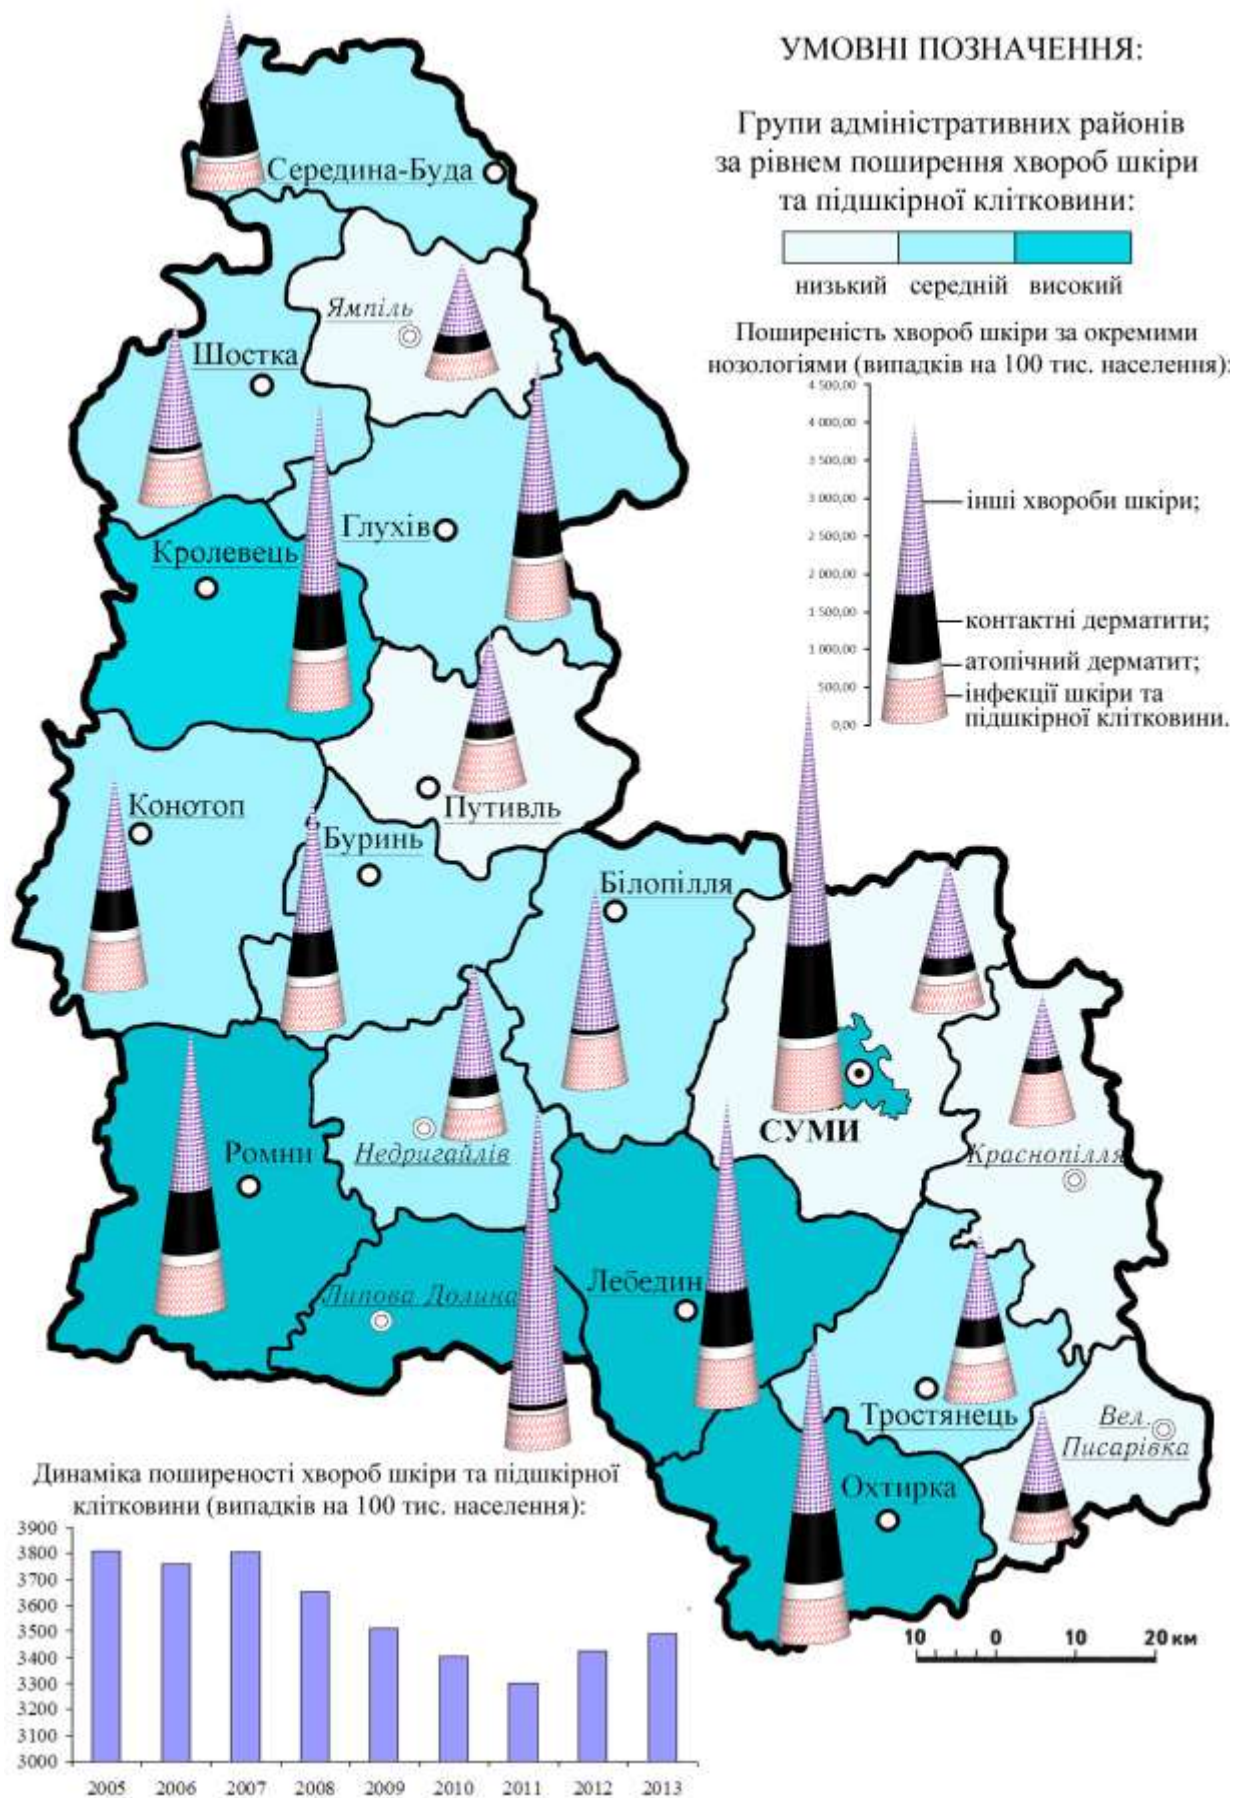 УМОВНІ ПОЗНАЧЕННЯ:
Групи адміністративних районів
за рівнем поширення хвороб шкіри
та підшкірної клітковини:
низький середній високий
Поширеність хвороб шкіри за окремими
нозологіями (випадків на 100 тис. населення):
4 500,00
4 000,00
3 500,00
3 000,00
2 500,00
2 000,00
1 500,00
1 000,00
500,00
0,00
інші хвороби шкіри;
контактні дерматити;
атопічний дерматит;
інфекції шкіри та
підшкірної клітковини.
Середина-Буда
Ямпіль
Шостка
Глухів
Кролевець
Путивль
Конотоп
Буринь
Білопілля
СУМИ
Ромни
Недригайлів
Краснопілля
Липова Долина
Лебедин
Тростянець
Вел.
Писарівка
Охтирка
10 0 10 20 км
Динаміка поширеності хвороб шкіри та підшкірної
клітковини (випадків на 100 тис. населення):
3900
3800
3700
3600
3500
3400
3300
3200
3100
3000
2005 2006 2007 2008 2009 2010 2011 2012 2013